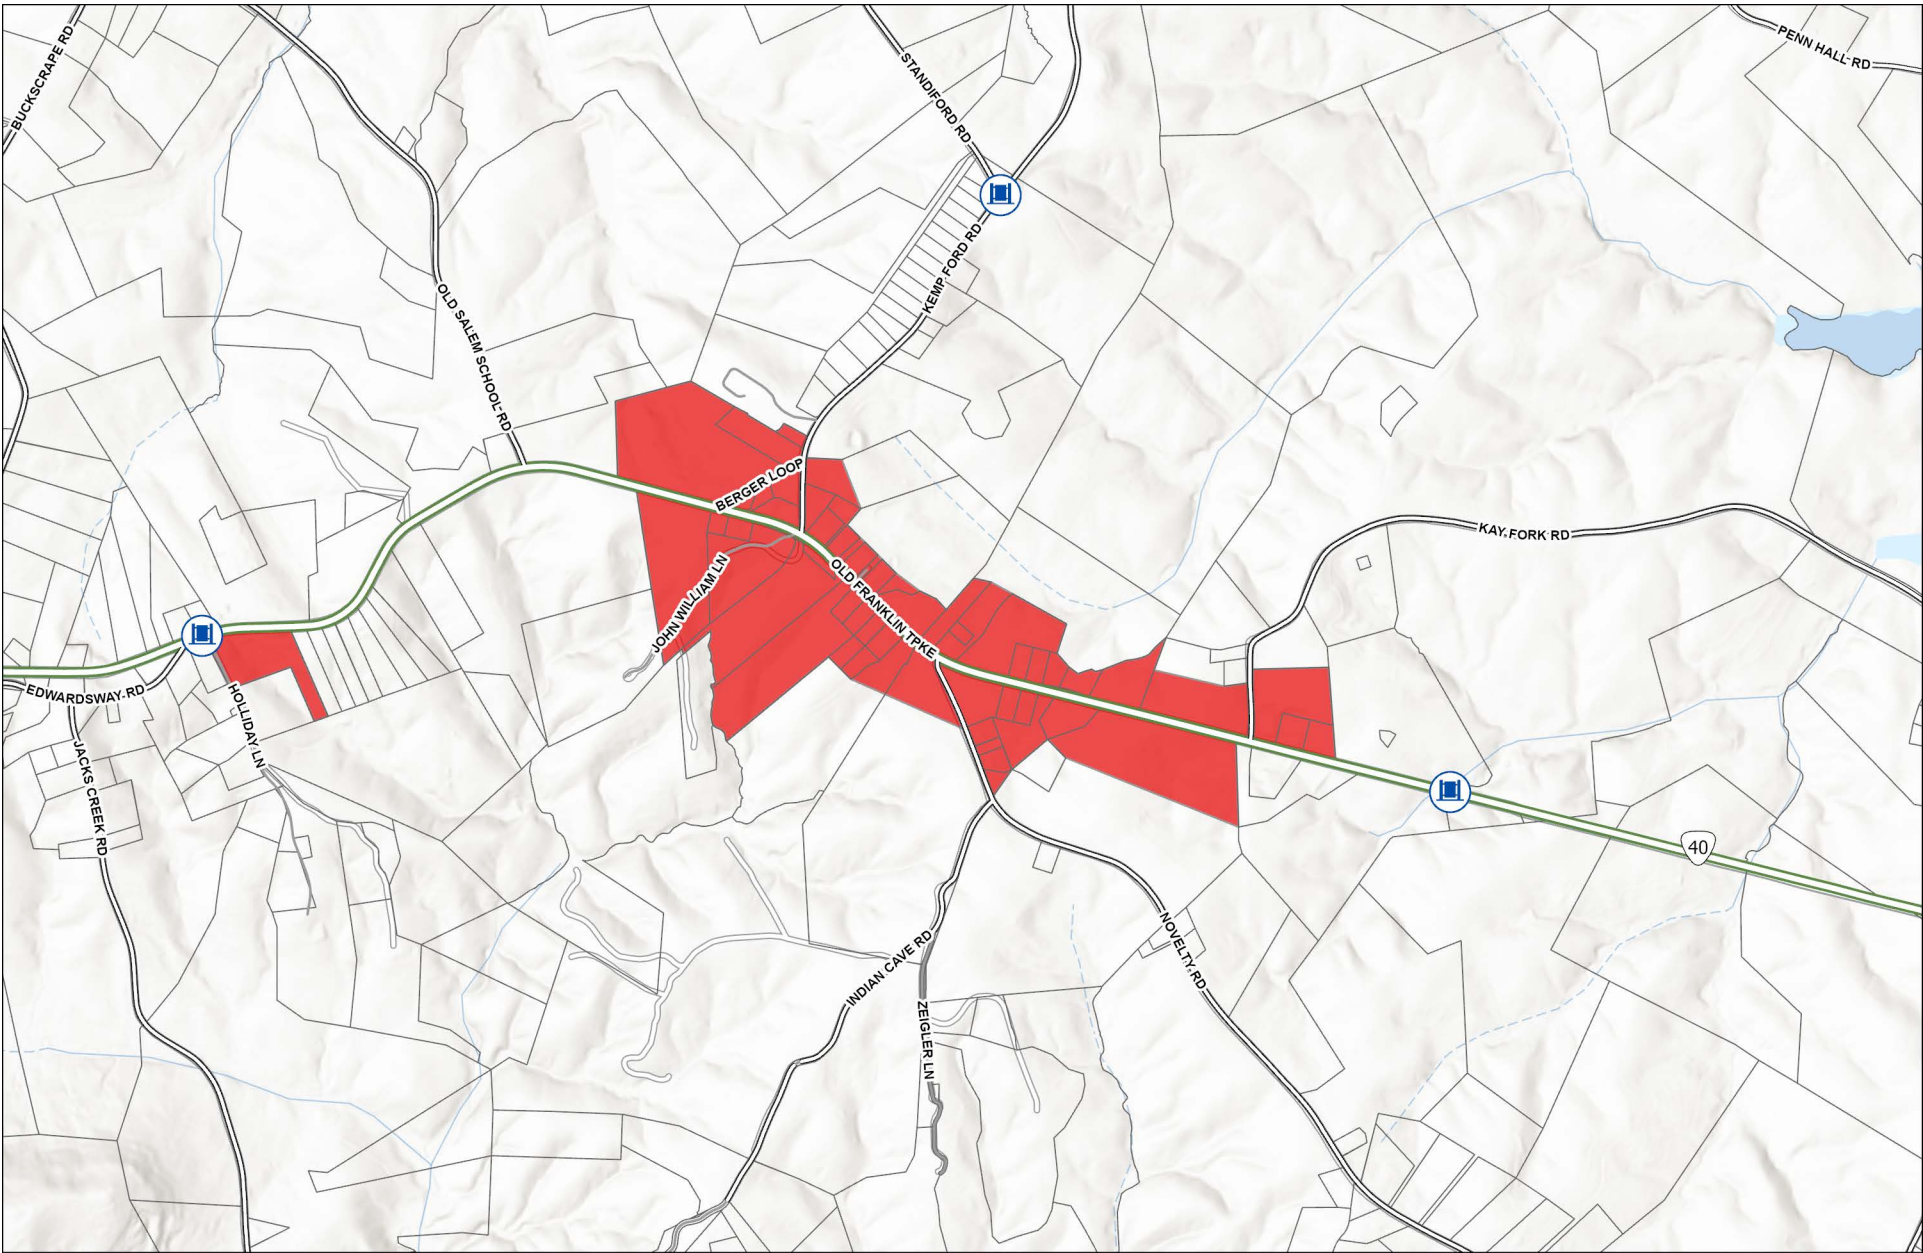 BUCKSCRAPE RD
STANDIFORD RD
PENN HALL RD
KEMP FORD RD
OLD SALEM SCHOOL RD
BERGER LOOP
KAY FORK RD
JOHN WILLIAM LN
OLD FRANKLIN TPKE
EDWARDSWAY RD
HOLLIDAY LN
JACKS CREEK RD
40
INDIAN CAVE RD
NOVELTY RD
ZEIGLER LN